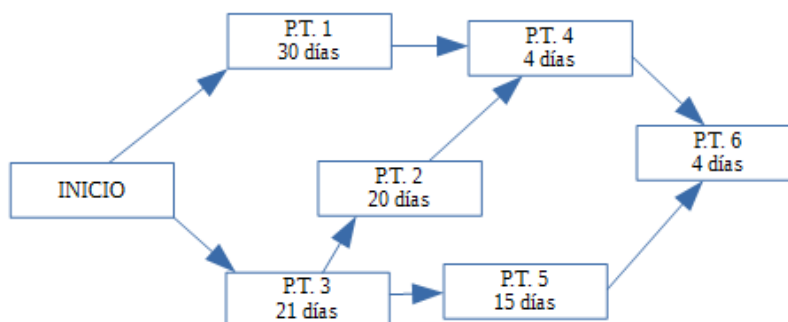 P.T. 1
30 días
P.T. 4
4 días
P.T. 6
4 días
P.T. 2
20 días
INICIO
P.T. 3
21 días
P.T. 5
15 días